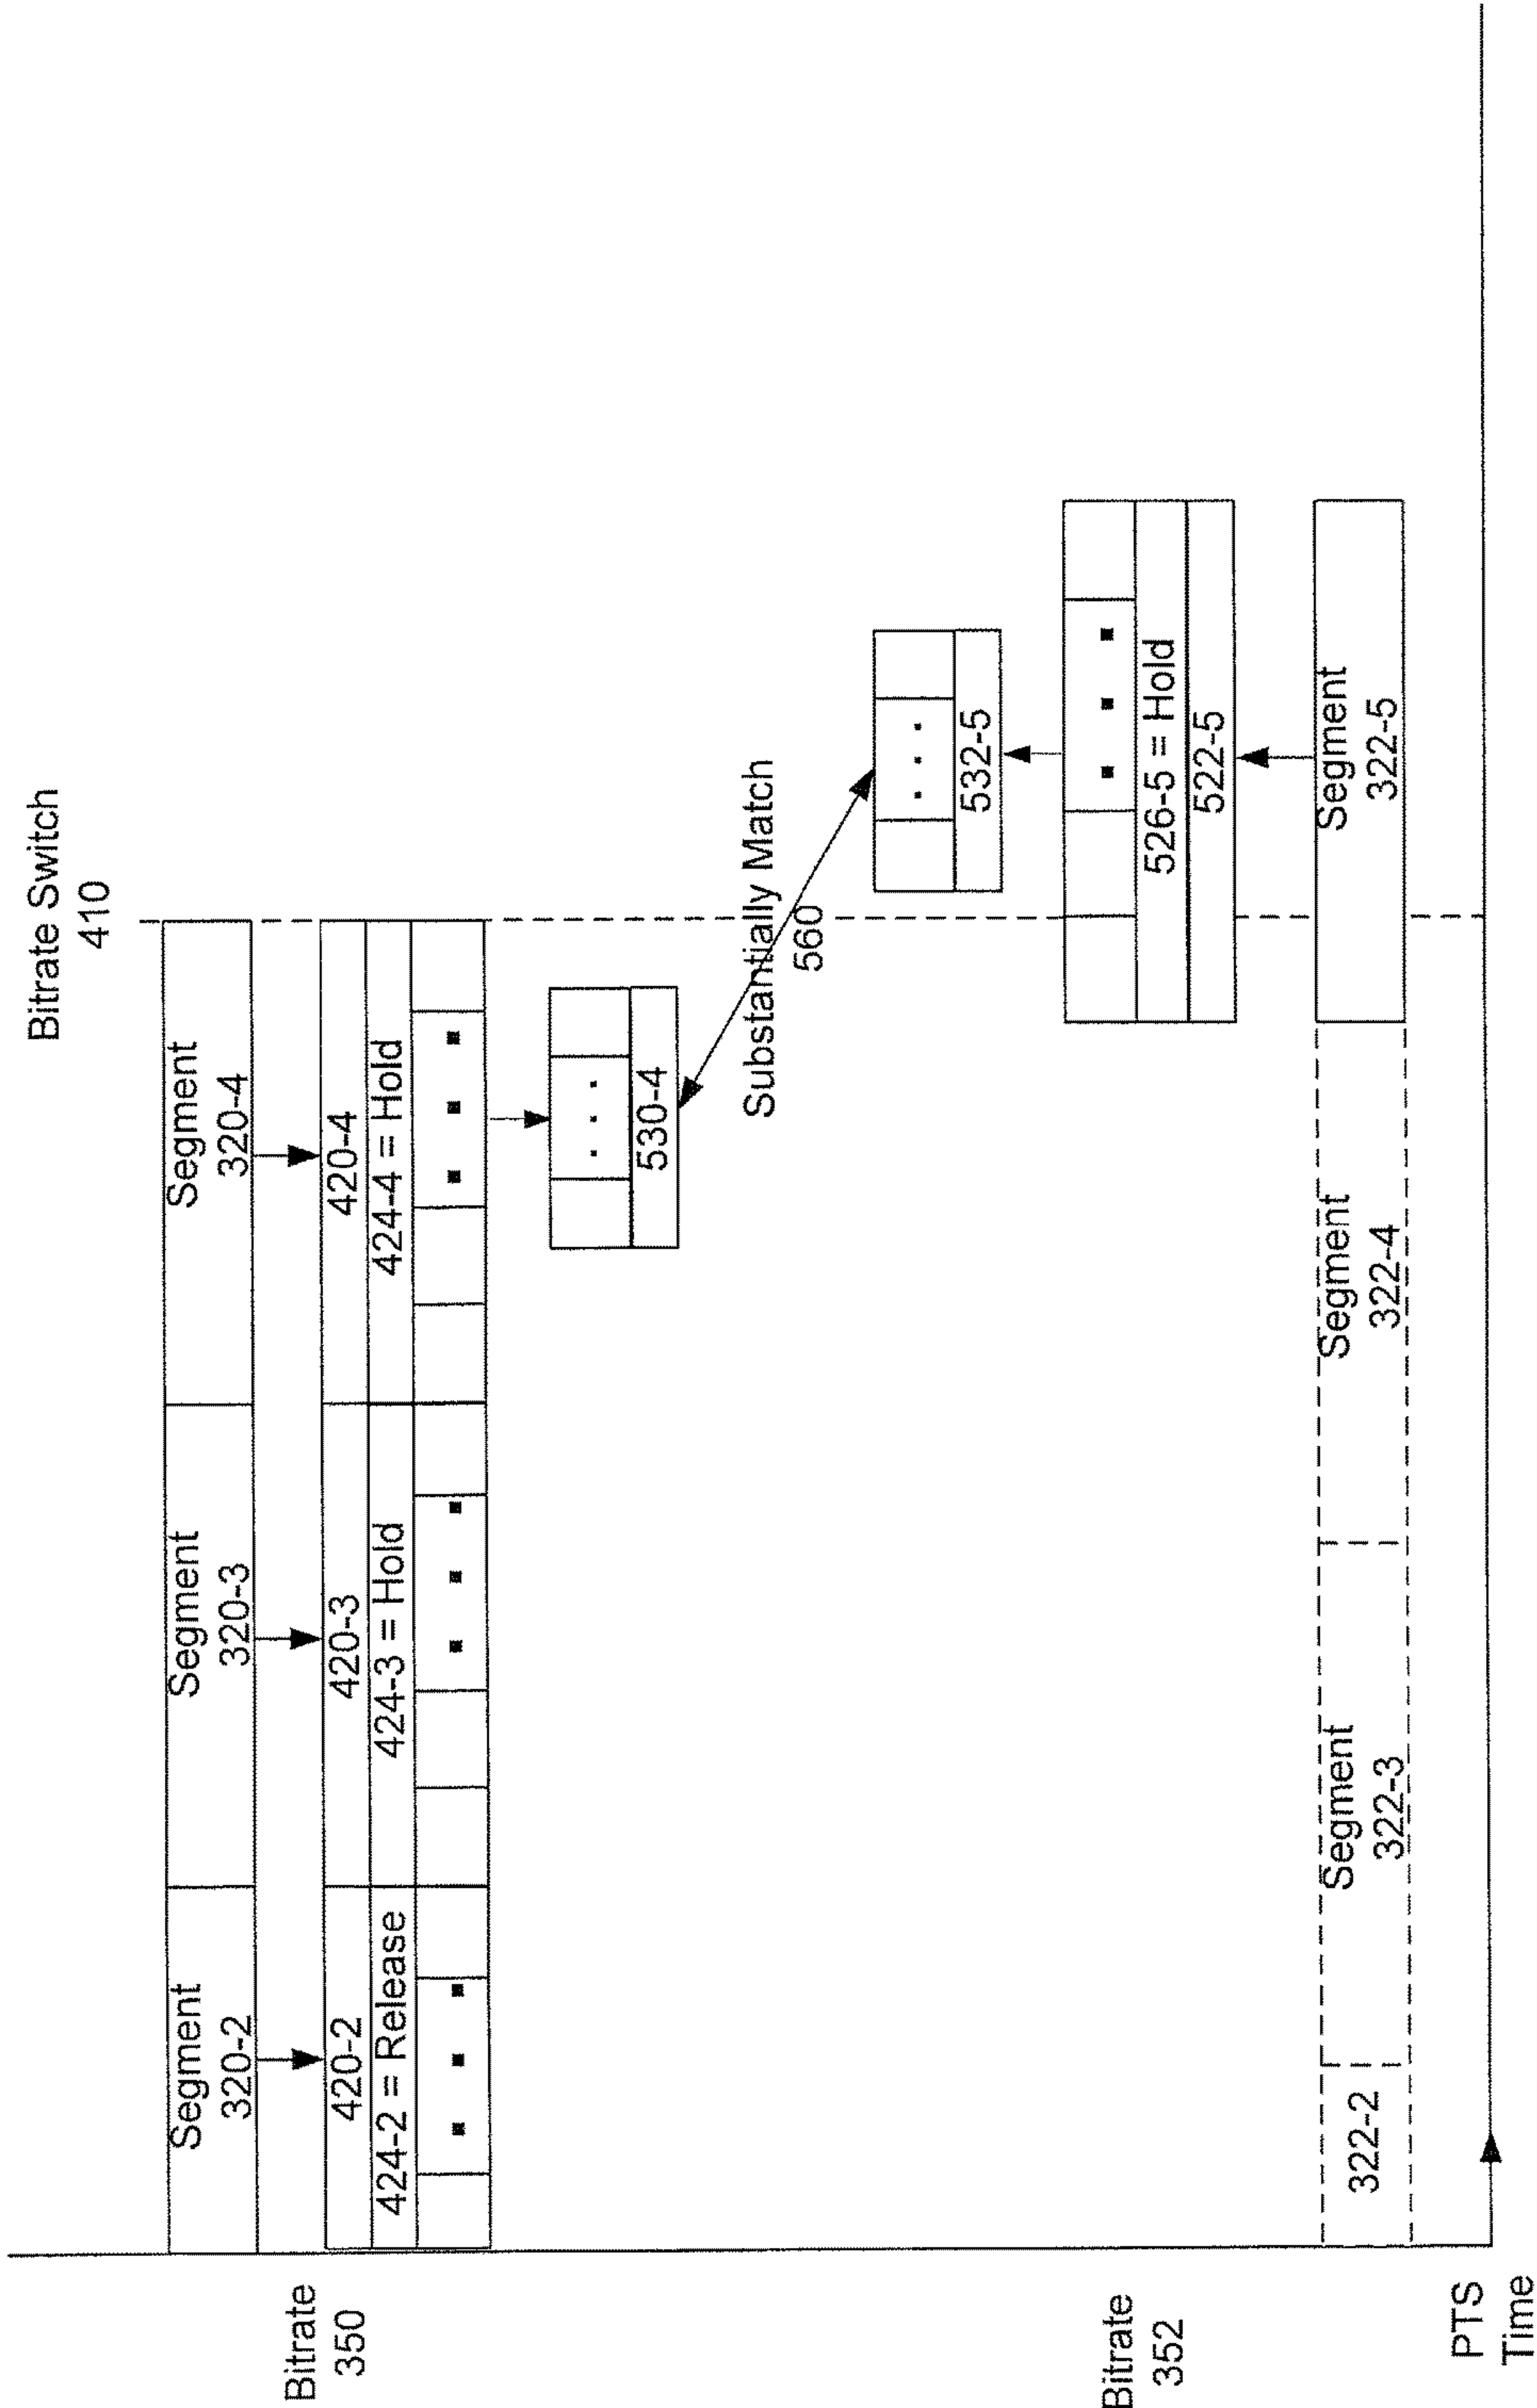 Bitrate Switch
410
Bitrate
350
Segment
320-2
Segment
320-3
Segment
320-4
420-2
420-3
420-4
424-2 = Release
424-3 = Hold
424-4 = Hold
530-4
Substantially Match
560
532-5
Bitrate
352
526-5 = Hold
522-5
322-2
Segment
322-3
Segment
322-4
Segment
322-5
PTS
Time